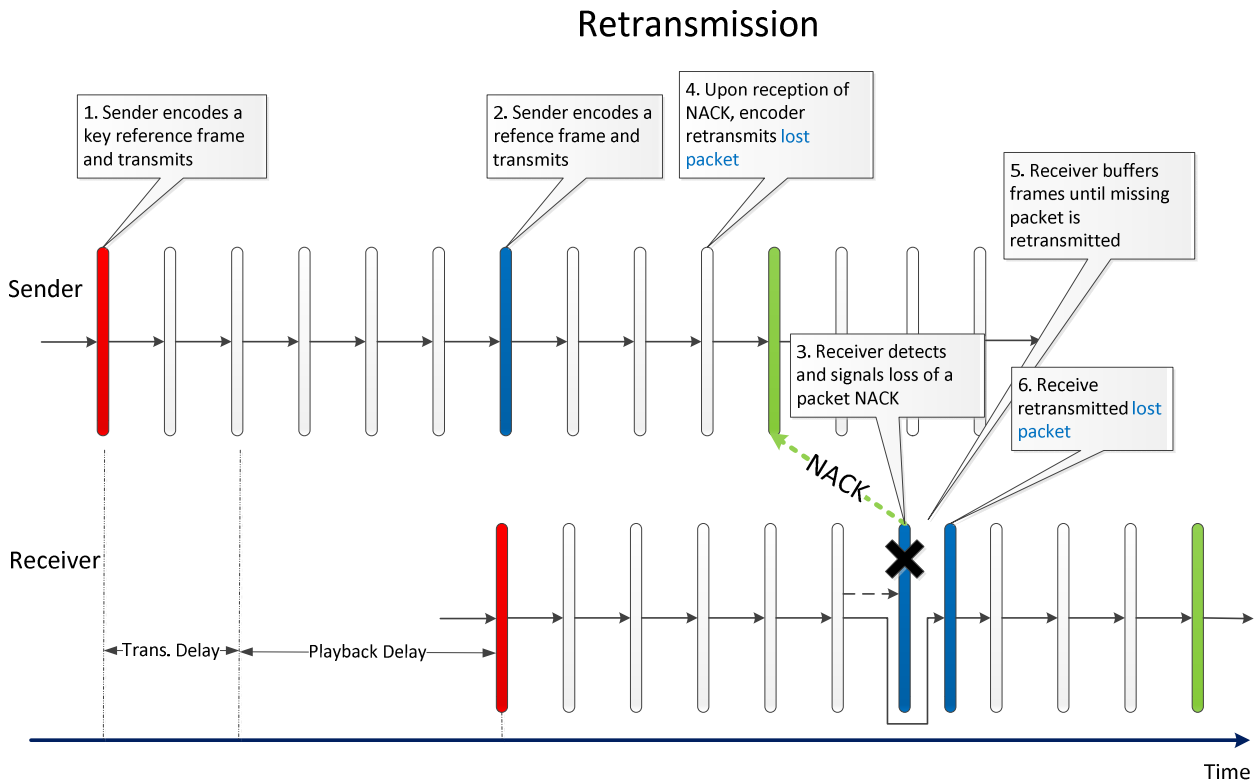 Retransmission
1. Sender encodes a
key reference frame
and transmits
2. Sender encodes a
refence frame and
transmits
4. Upon reception of
NACK, encoder
retransmits lost
packet
5. Receiver buffers
frames until missing
packet is
retransmitted
Sender
3. Receiver detects
and signals loss of a
packet NACK
6. Receive
retransmitted lost
packet
NACK
Receiver
Trans. Delay
Playback Delay
Time